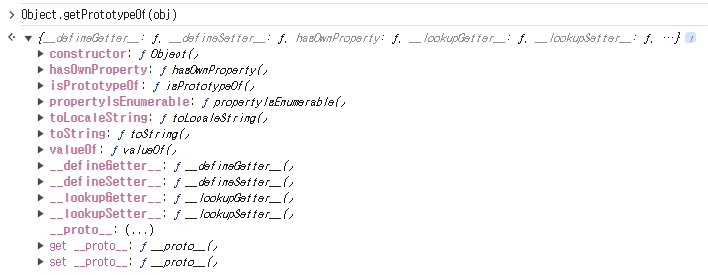 Object.getPrototypeOf(obj)
{__defineGetter__: ƒ, __defineSetter__: ƒ, hasOwnProperty: ƒ, __lookupGetter__: ƒ, __lookupSetter__: ƒ, …} i
constructor: ƒ Object()
hasOwnProperty: ƒ hasOwnProperty()
isPrototypeOf: ƒ isPrototypeOf()
propertyIsEnumerable: ƒ propertyIsEnumerable()
toLocaleString: ƒ toLocaleString()
toString: ƒ toString()
valueOf: ƒ valueOf()
__defineGetter__: ƒ __defineGetter__()
__defineSetter__: ƒ __defineSetter__()
__lookupGetter__: ƒ __lookupGetter__()
__lookupSetter__: ƒ __lookupSetter__()
__proto__: (...)
get __proto__: ƒ __proto__()
set __proto__: ƒ __proto__()